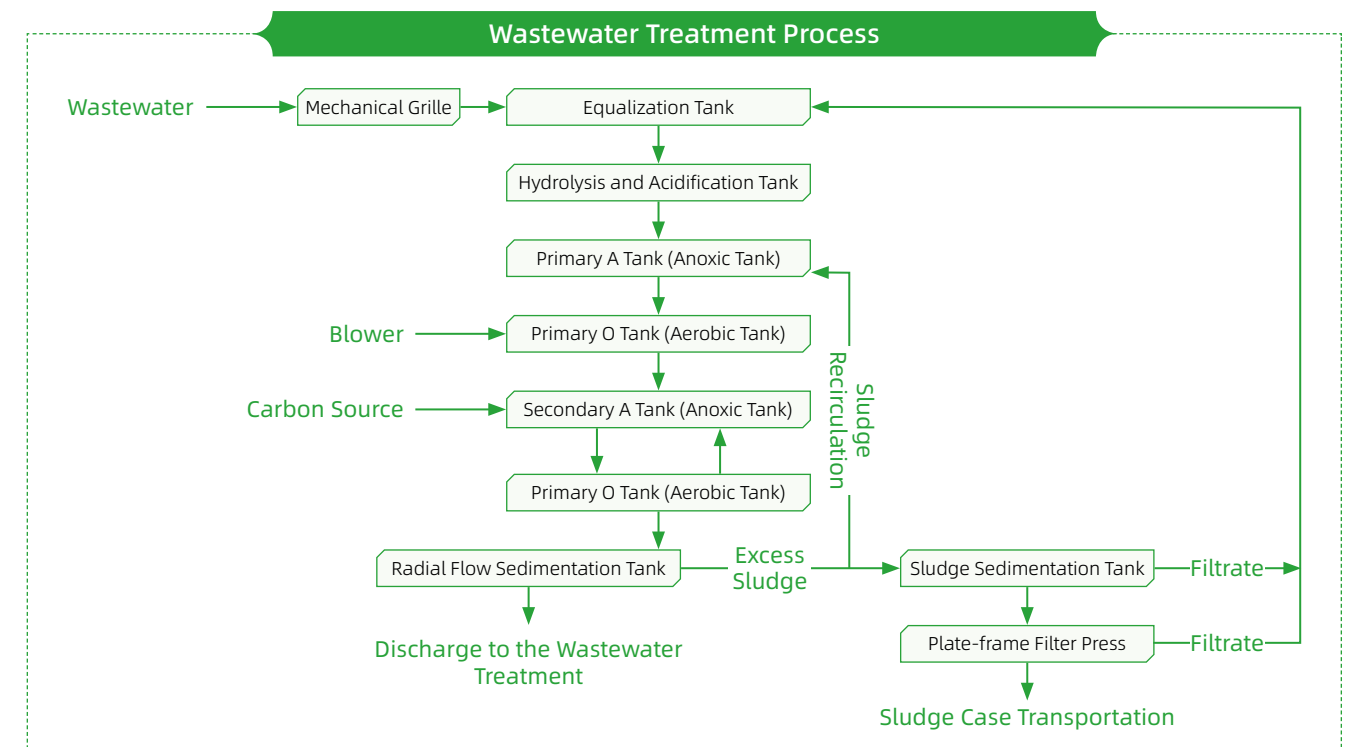 Wastewater Treatment Process
Wastewater
Mechanical Grille
Equalization Tank
Hydrolysis and Acidification Tank
Primary A Tank (Anoxic Tank)
Blower
Primary O Tank (Aerobic Tank)
Carbon Source
Secondary A Tank (Anoxic Tank)
Sludge
Recirculation
Primary O Tank (Aerobic Tank)
Radial Flow Sedimentation Tank
Excess
Sludge
Sludge Sedimentation Tank
Filtrate
Discharge to the Wastewater
Treatment
Plate-frame Filter Press
Filtrate
Sludge Case Transportation